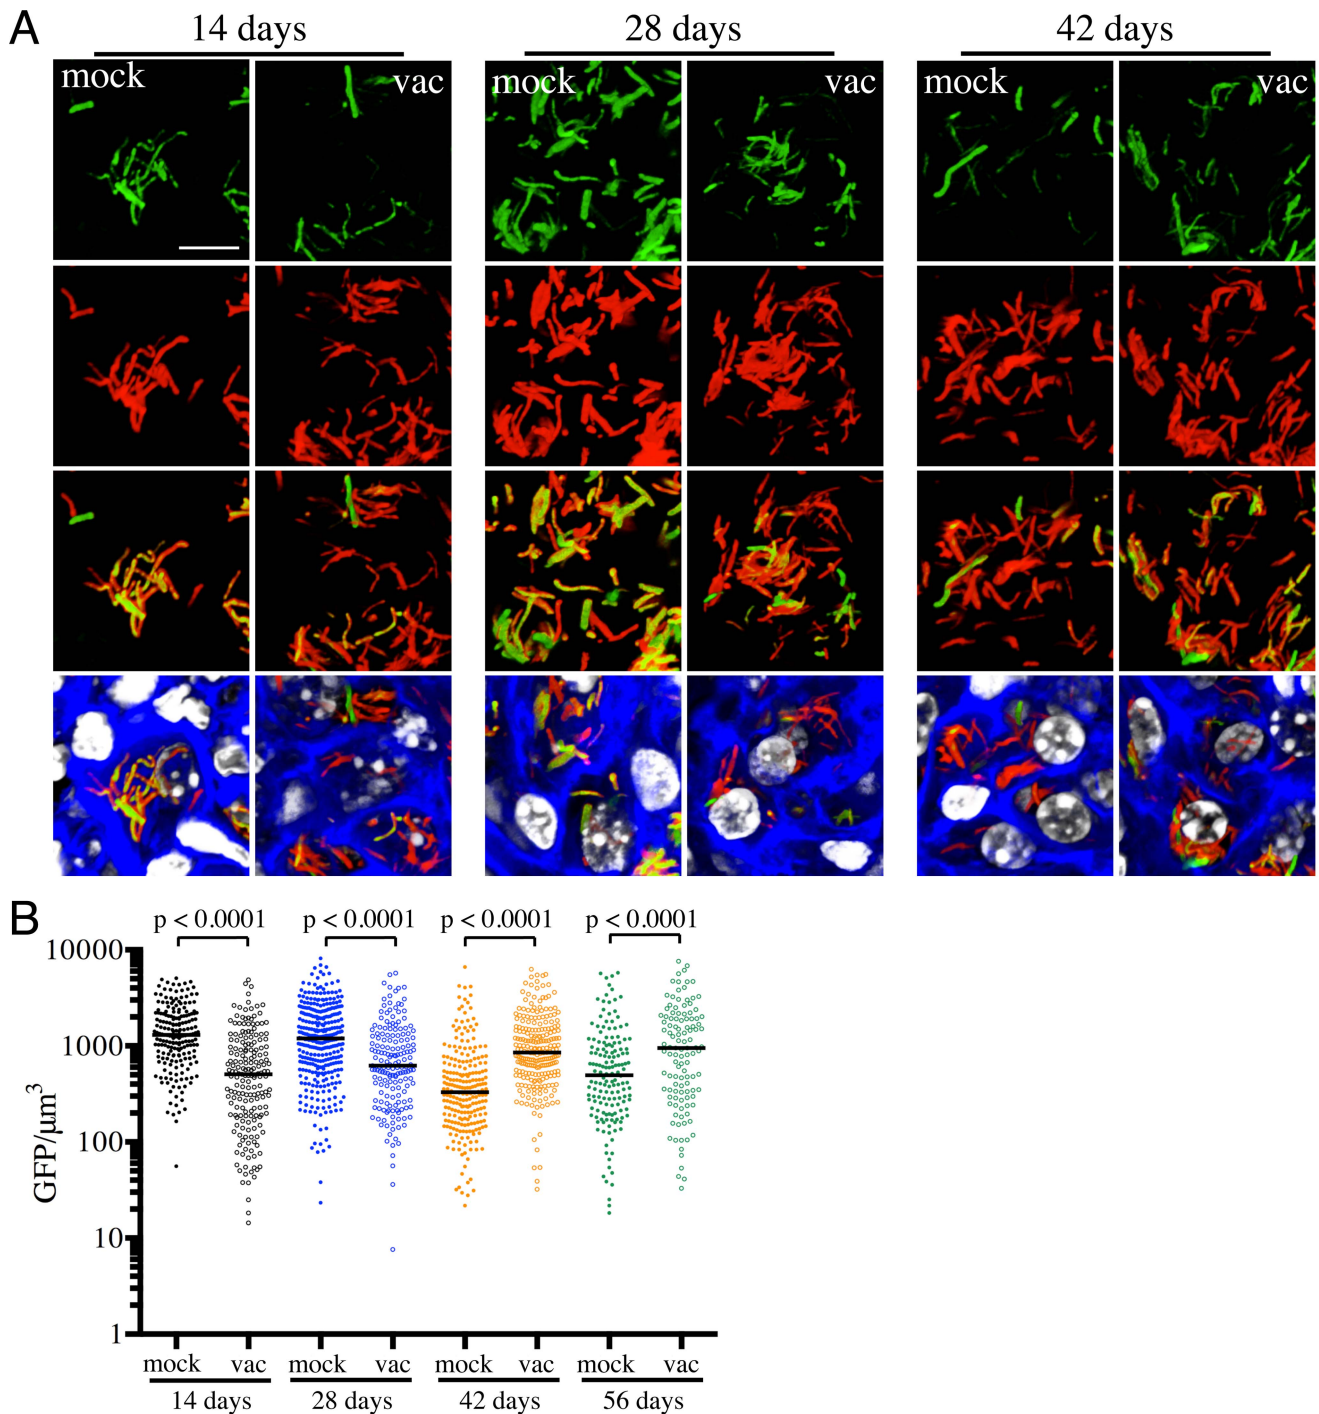 A
14 days 28 days 42 days
mock vac mock vac mock vac
B
p < 0.0001 p < 0.0001 p < 0.0001 p < 0.0001
10000
1000
100
10
1
GFP/µm³
mock vac mock vac mock vac mock vac
14 days 28 days 42 days 56 days